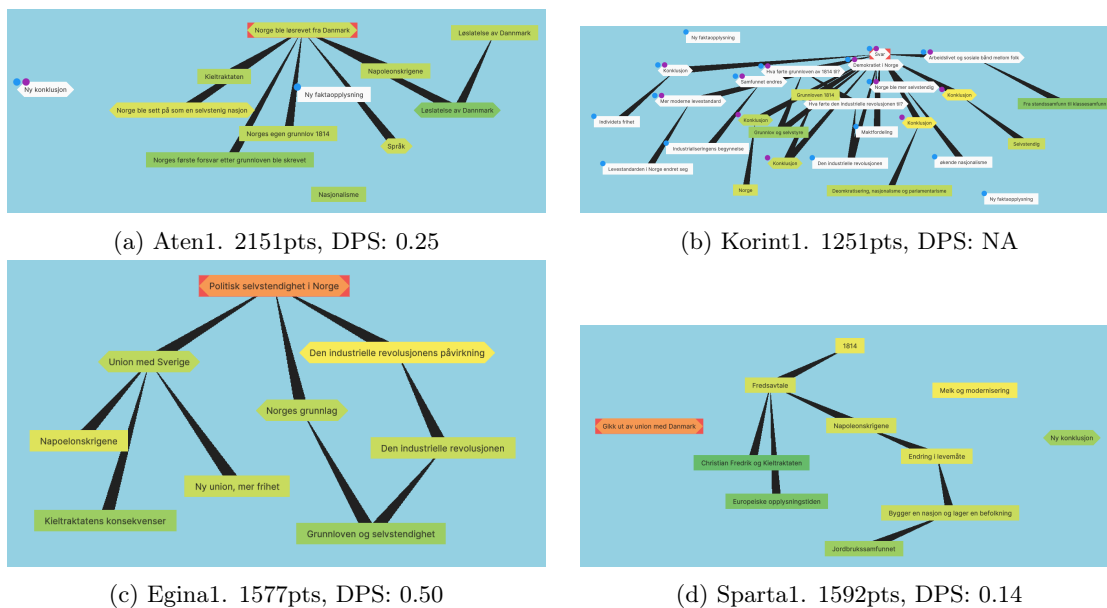 Norge ble løsrevet fra Danmark
Løslatelse av Dannmark
Kieltraktaten
Napoleonskrigene
Ny konklusjon
Ny faktaopplysning
Norge ble sett på som en selvstenig nasjon
Løslatelse av Danmark
Norges egen grunnlov 1814
Språk
Norges første forsvar etter grunnloven ble skrevet
Nasjonalisme
(a) Aten1. 2151pts, DPS: 0.25
Ny faktaopplysning
Svar
Konklusjon
Hva førte grunnloven av 1814 til?
Demokratiet i Norge
Arbeidslivet og sosiale bånd mellom folk
Samfunnet endres
Norge ble mer selvstendig
Mer moderne levestandard
Grunnloven 1814
Konklusjon
Hva førte den industrielle revolusjonen til?
Fra standssamfunn til klassesamfunn
Individets frihet
Konklusjon
Konklusjon
Grunnlov og selvstyre
Maktfordeling
Selvstendig
Industrialiseringens begynnelse
Levestandarden i Norge endret seg
Konklusjon
Den industrielle revolusjonen
økende nasjonalisme
Norge
Deomkratisering, nasjonalisme og parlamentarisme
Ny faktaopplysning
(b) Korint1. 1251pts, DPS: NA
Politisk selvstendighet i Norge
Union med Sverige
Den industrielle revolusjonens påvirkning
Norges grunnlag
Napoelonskrigene
Den industrielle revolusjonen
Ny union, mer frihet
Kieltraktatens konsekvenser
Grunnloven og selvstendighet
(c) Egina1. 1577pts, DPS: 0.50
1814
Fredsavtale
Melk og modernisering
Gikk ut av union med Danmark
Napoleonskrigene
Ny konklusjon
Christian Fredrik og Kieltraktaten
Endring i levemåte
Europeiske opplysningstiden
Bygger en nasjon og lager en befolkning
Jordbrukssamfunnet
(d) Sparta1. 1592pts, DPS: 0.14